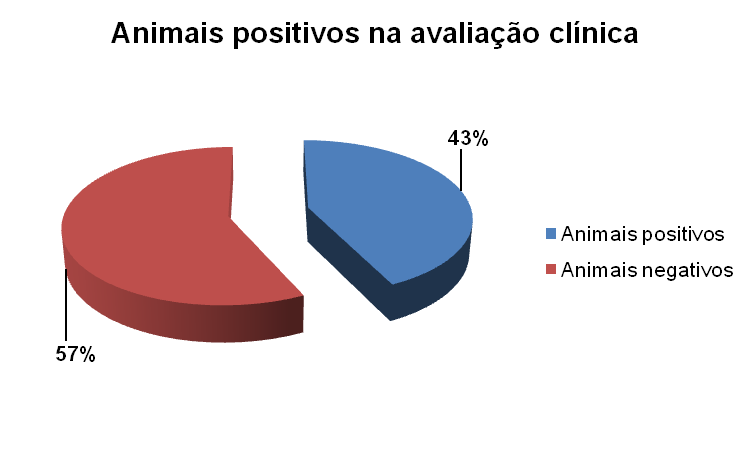 Animais positivos na avaliação clínica
43%
Animais positivos
Animais negativos
57%